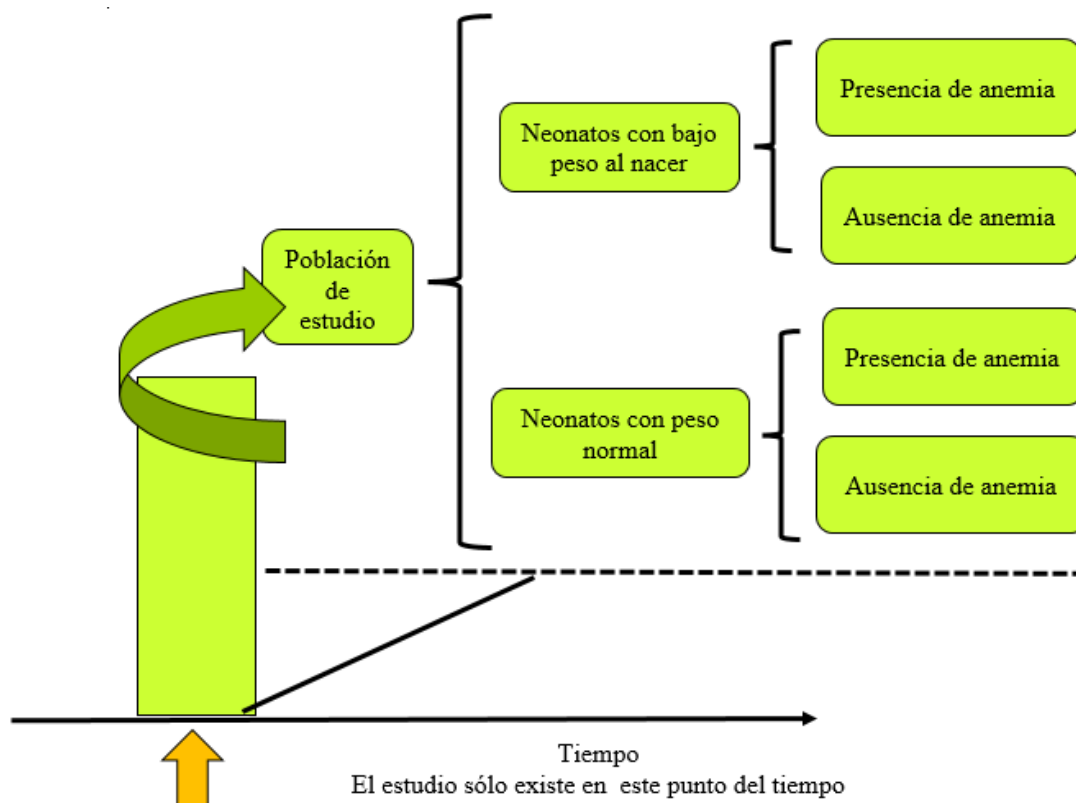 Población
de
estudio
Neonatos con bajo
peso al nacer
Presencia de anemia
Ausencia de anemia
Neonatos con peso
normal
Presencia de anemia
Ausencia de anemia
Tiempo
El estudio sólo existe en este punto del tiempo